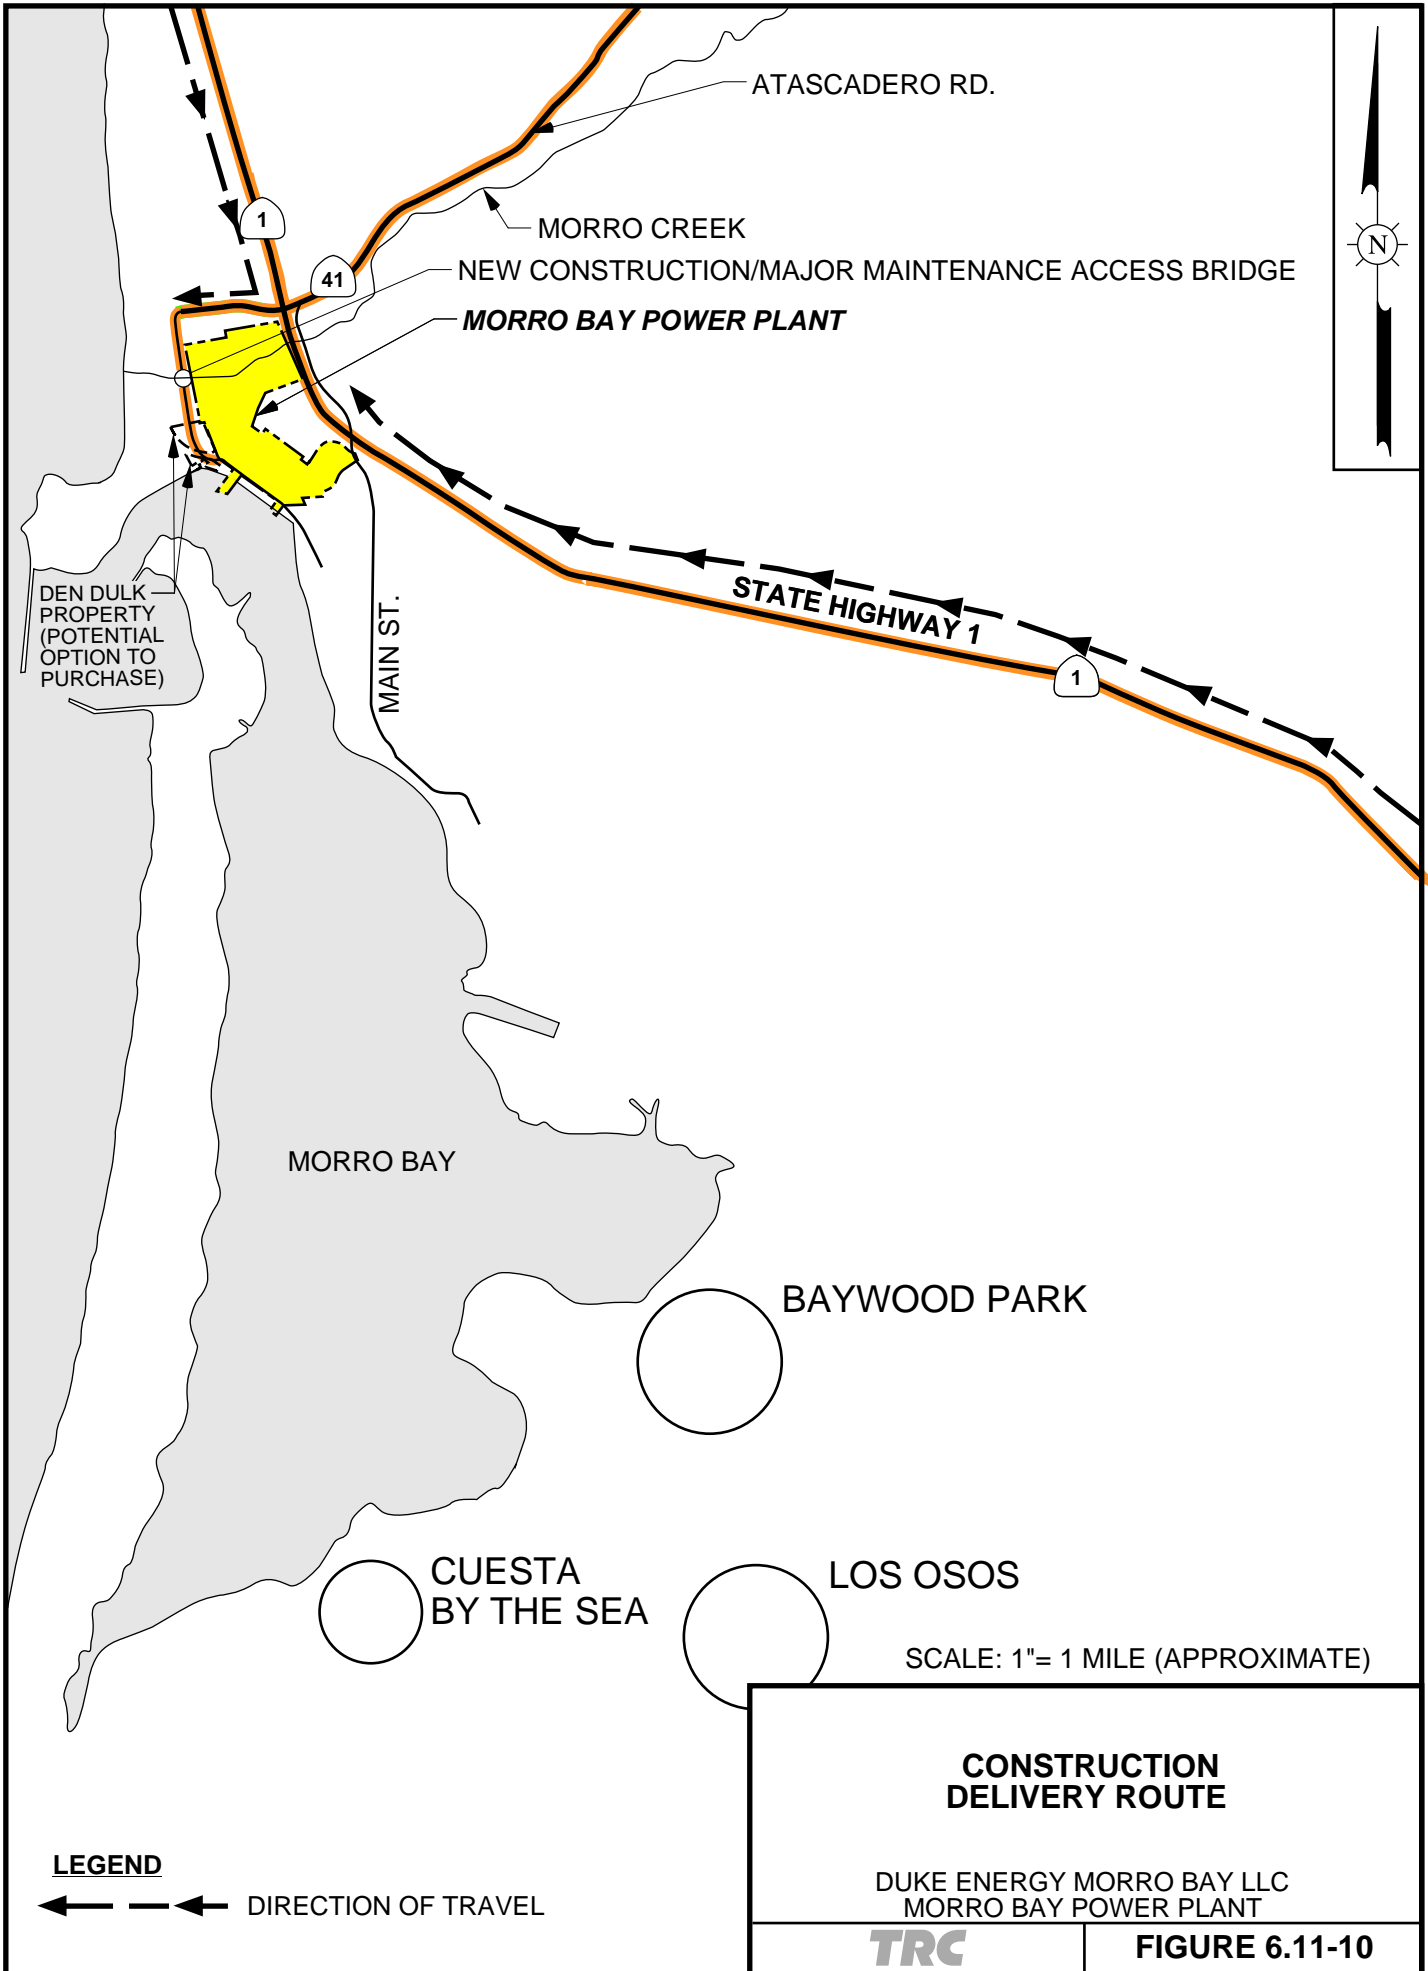 ATASCADERO RD.
1
MORRO CREEK
41
NEW CONSTRUCTION/MAJOR MAINTENANCE ACCESS BRIDGE
MORRO BAY POWER PLANT
N
DEN DULK
PROPERTY
(POTENTIAL
OPTION TO
PURCHASE)
MAIN ST.
STATE HIGHWAY 1
1
MORRO BAY
BAYWOOD PARK
CUESTA
BY THE SEA
LOS OSOS
SCALE: 1"= 1 MILE (APPROXIMATE)
CONSTRUCTION
DELIVERY ROUTE
LEGEND
DIRECTION OF TRAVEL
DUKE ENERGY MORRO BAY LLC
MORRO BAY POWER PLANT
TRC
FIGURE 6.11-10